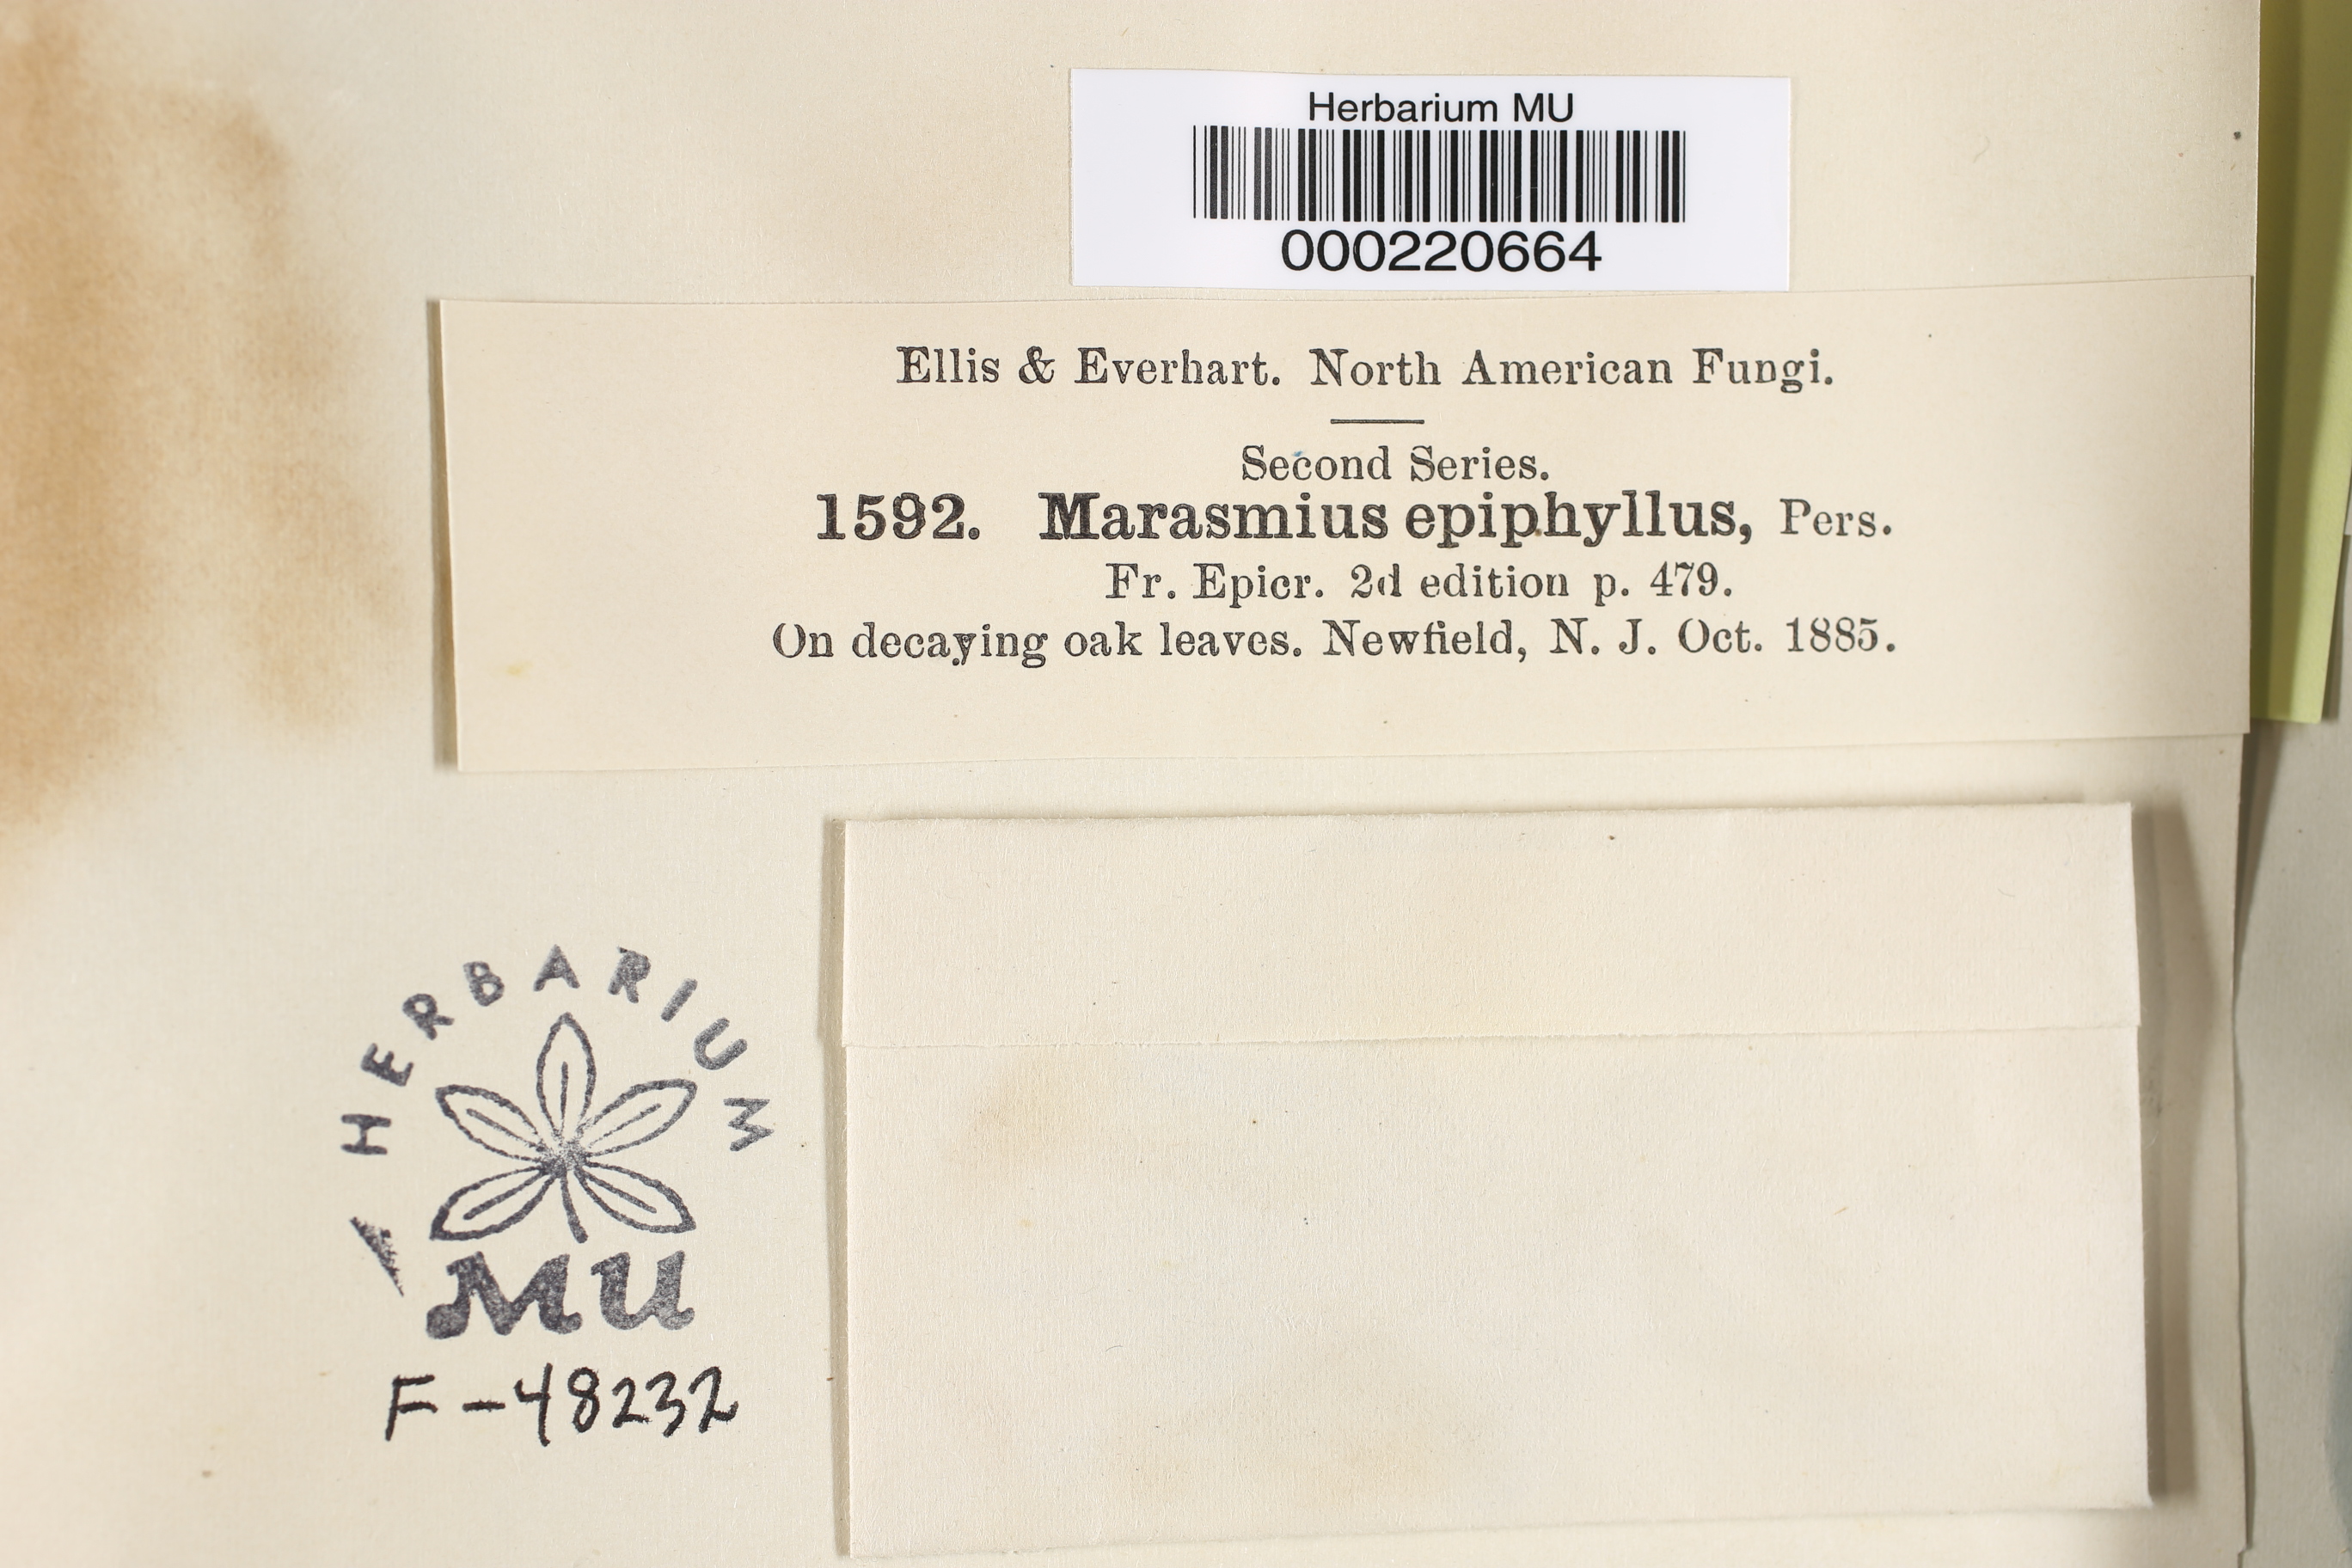 Herbarium MU
000220664
Ellis & Everhart. North American Fungi.
Second Series.
1592. Marasmius epiphyllus, Pers.
Fr. Epicr. 2d edition p. 479.
On decaying oak leaves. Newfield, N. J. Oct. 1885.
HERBARIUM
MU
F-48232